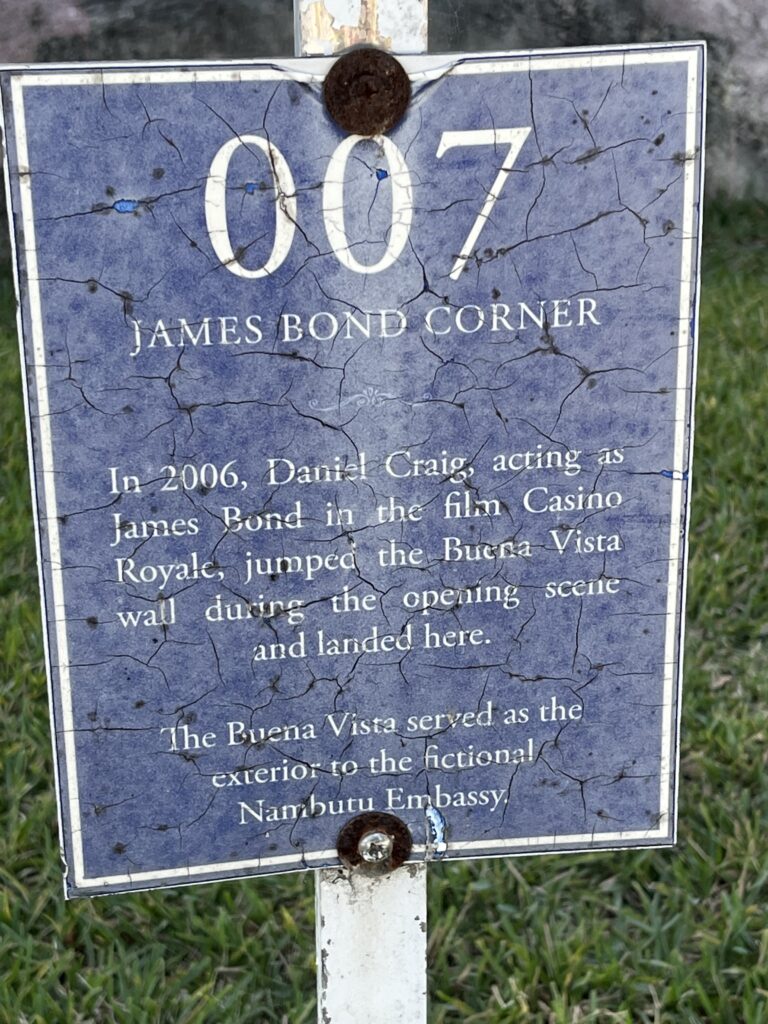 007
JAMES BOND CORNER
In 2006, Daniel Craig, acting as
James Bond in the film Casino
Royale, jumped the Buena Vista
wall during the opening scene
and landed here.
The Buena Vista served as the
exterior to the fictional
Nambutu Embassy.